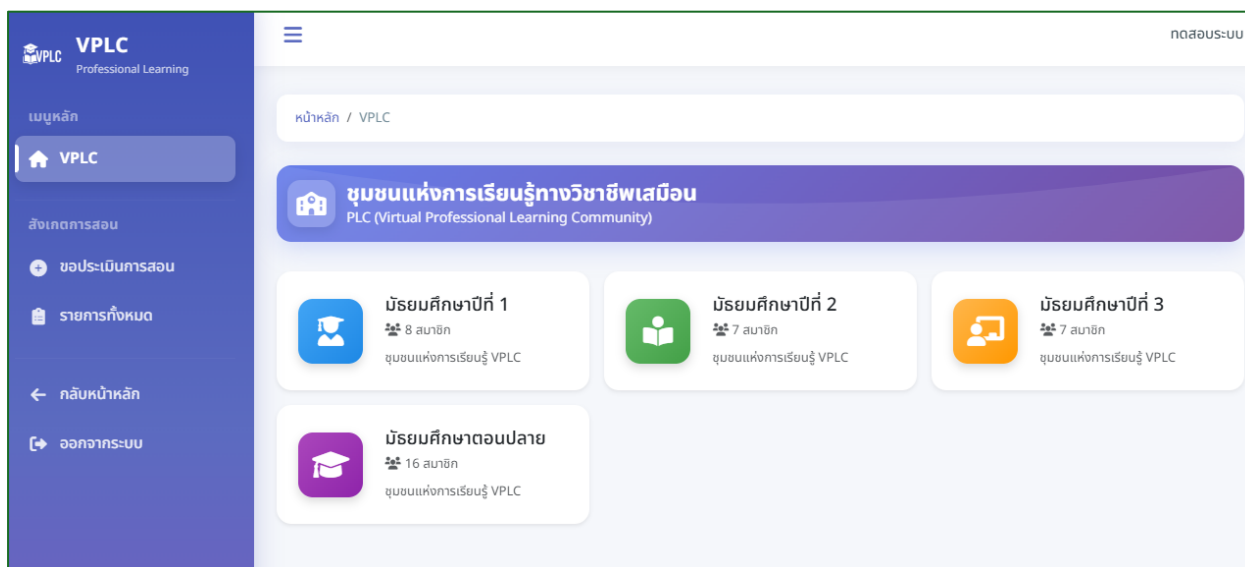 VPLC
VPLC
Professional Learning
เมนูหลัก
VPLC
สังเกตการสอน
ขอประเมินการสอน
รายการทั้งหมด
กลับหน้าหลัก
ออกจากระบบ
ทดสอบระบบ
หน้าหลัก / VPLC
ชุมชนแห่งการเรียนรู้ทางวิชาชีพเสมือน
PLC (Virtual Professional Learning Community)
มัธยมศึกษาปีที่ 1
8 สมาชิก
ชุมชนแห่งการเรียนรู้ VPLC
มัธยมศึกษาปีที่ 2
7 สมาชิก
ชุมชนแห่งการเรียนรู้ VPLC
มัธยมศึกษาปีที่ 3
7 สมาชิก
ชุมชนแห่งการเรียนรู้ VPLC
มัธยมศึกษาตอนปลาย
16 สมาชิก
ชุมชนแห่งการเรียนรู้ VPLC